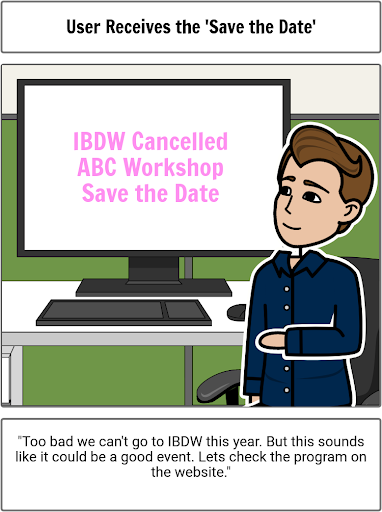 User Receives the 'Save the Date'
IBDW Cancelled
ABC Workshop
Save the Date
"Too bad we can't go to IBDW this year. But this sounds
like it could be a good event. Lets check the program on
the website."